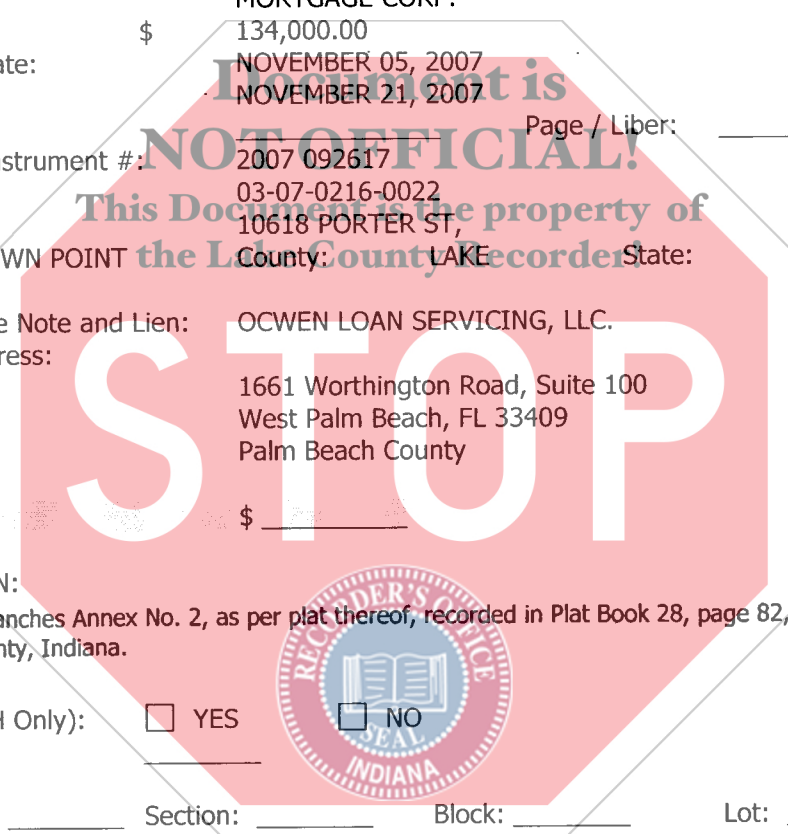 MORTGAGE CORP.
$ 134,000.00
ate: NOVEMBER 05, 2007
Document is
NOVEMBER 21, 2007
Page / Liber:
NOT OFFICIAL!
nstrument #: 2007 092617
03-07-0216-0022
This Document is the property of
10618 PORTER ST,
WN POINT County: LAKE State:
the Lake County Recorder!
e Note and Lien: OCWEN LOAN SERVICING, LLC.
ress:
1661 Worthington Road, Suite 100
West Palm Beach, FL 33409
Palm Beach County
STOP
$
N:
anches Annex No. 2, as per plat thereof, recorded in Plat Book 28, page 82,
nty, Indiana.
RECORDER'S OFFICE
SEAL
INDIANA
l Only): YES NO
Section: Block: Lot: